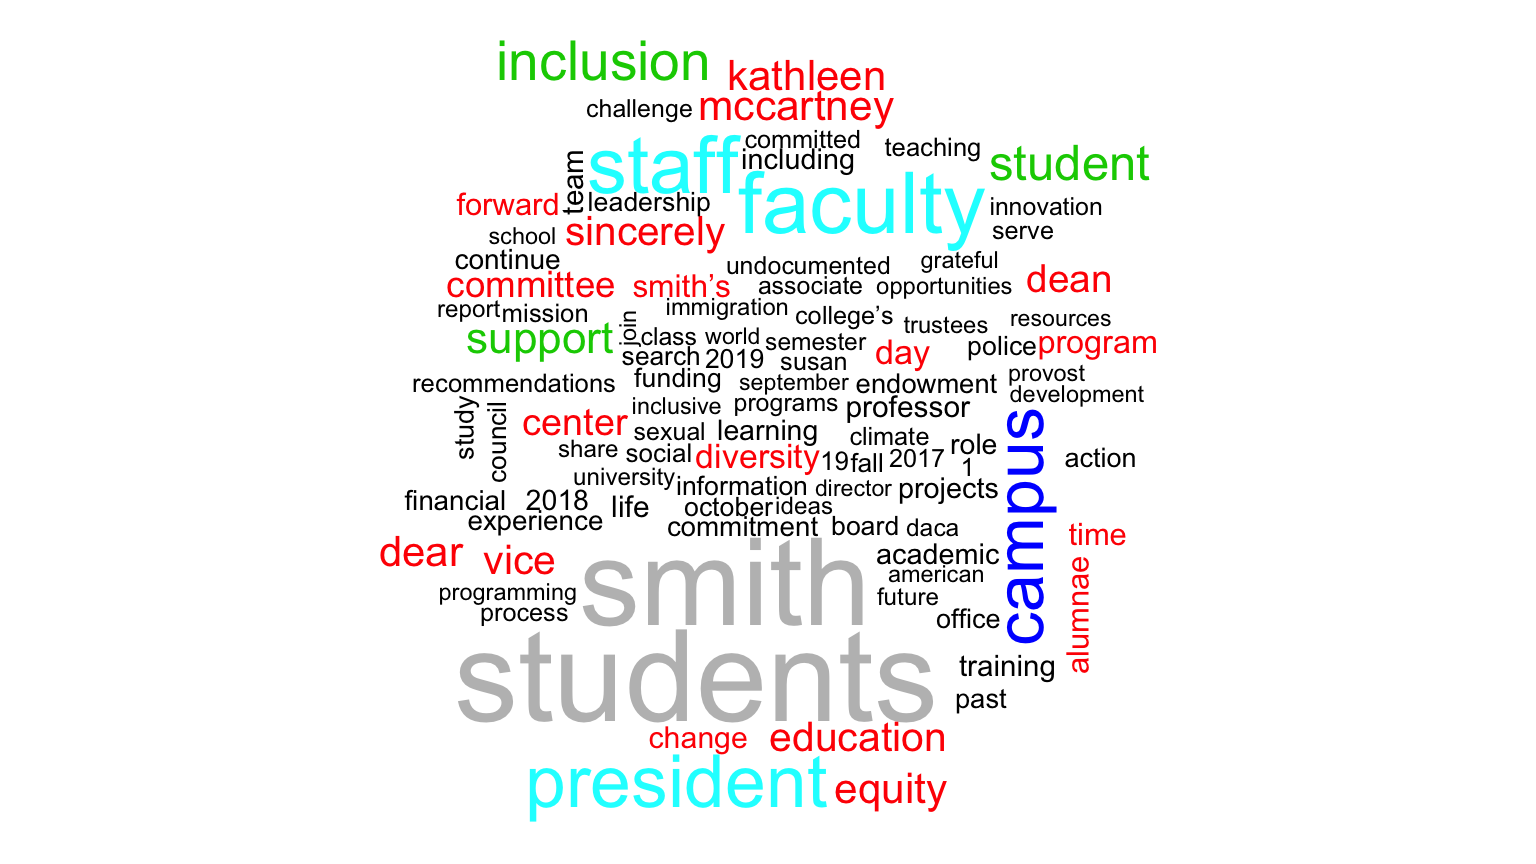 inclusion
kathleen
challenge mccartney
committed
staff including teaching student
team
forward leadership faculty innovation
school sincerely serve
continue undocumented grateful
committee smith’s associate opportunities dean
report mission immigration college’s trustees resources
support join class world semester police program
search 2019 susan day
recommendations funding september endowment provost
inclusive programs professor development
study council center sexual learning climate role campus
share social diversity 19 fall 2017 1 action
university information director projects
financial 2018 life october ideas
experience commitment board daca time
dear vice smith academic
american alumnae
programming future
process office
students training
past
change education
president equity